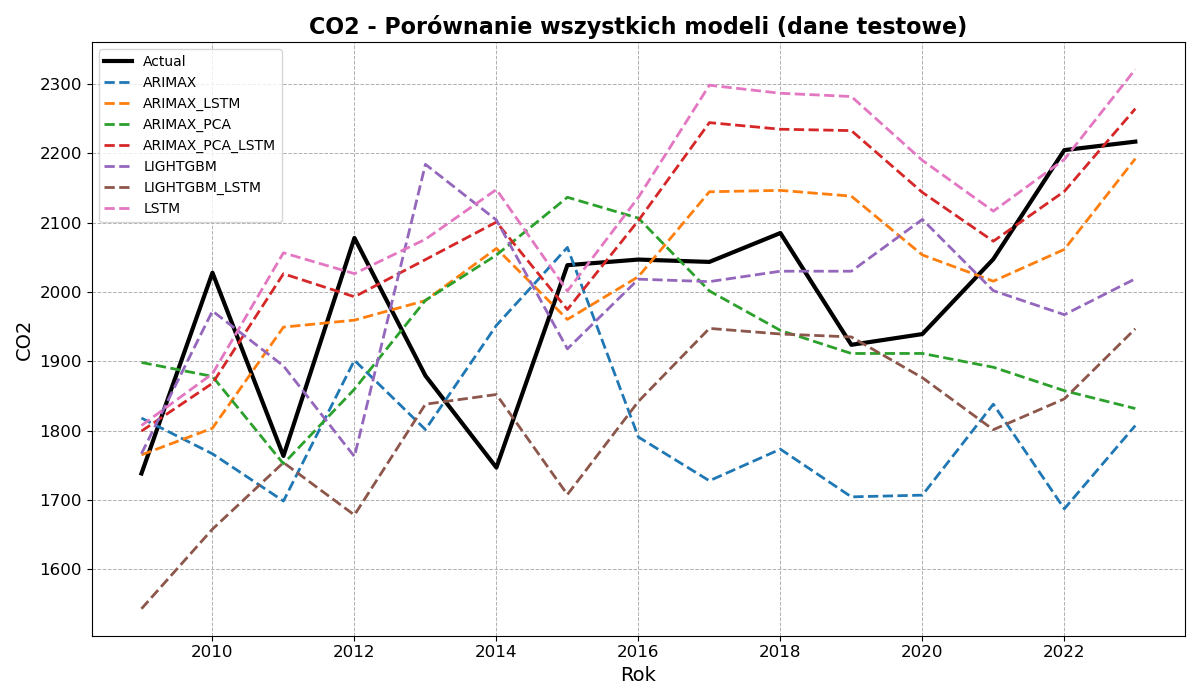 CO2 - Porównanie wszystkich modeli (dane testowe)
Actual
ARIMAX
ARIMAX_LSTM
ARIMAX_PCA
ARIMAX_PCA_LSTM
LIGHTGBM
LIGHTGBM_LSTM
LSTM
2300
2200
2100
2000
1900
1800
1700
1600
CO2
2010 2012 2014 2016 2018 2020 2022
Rok